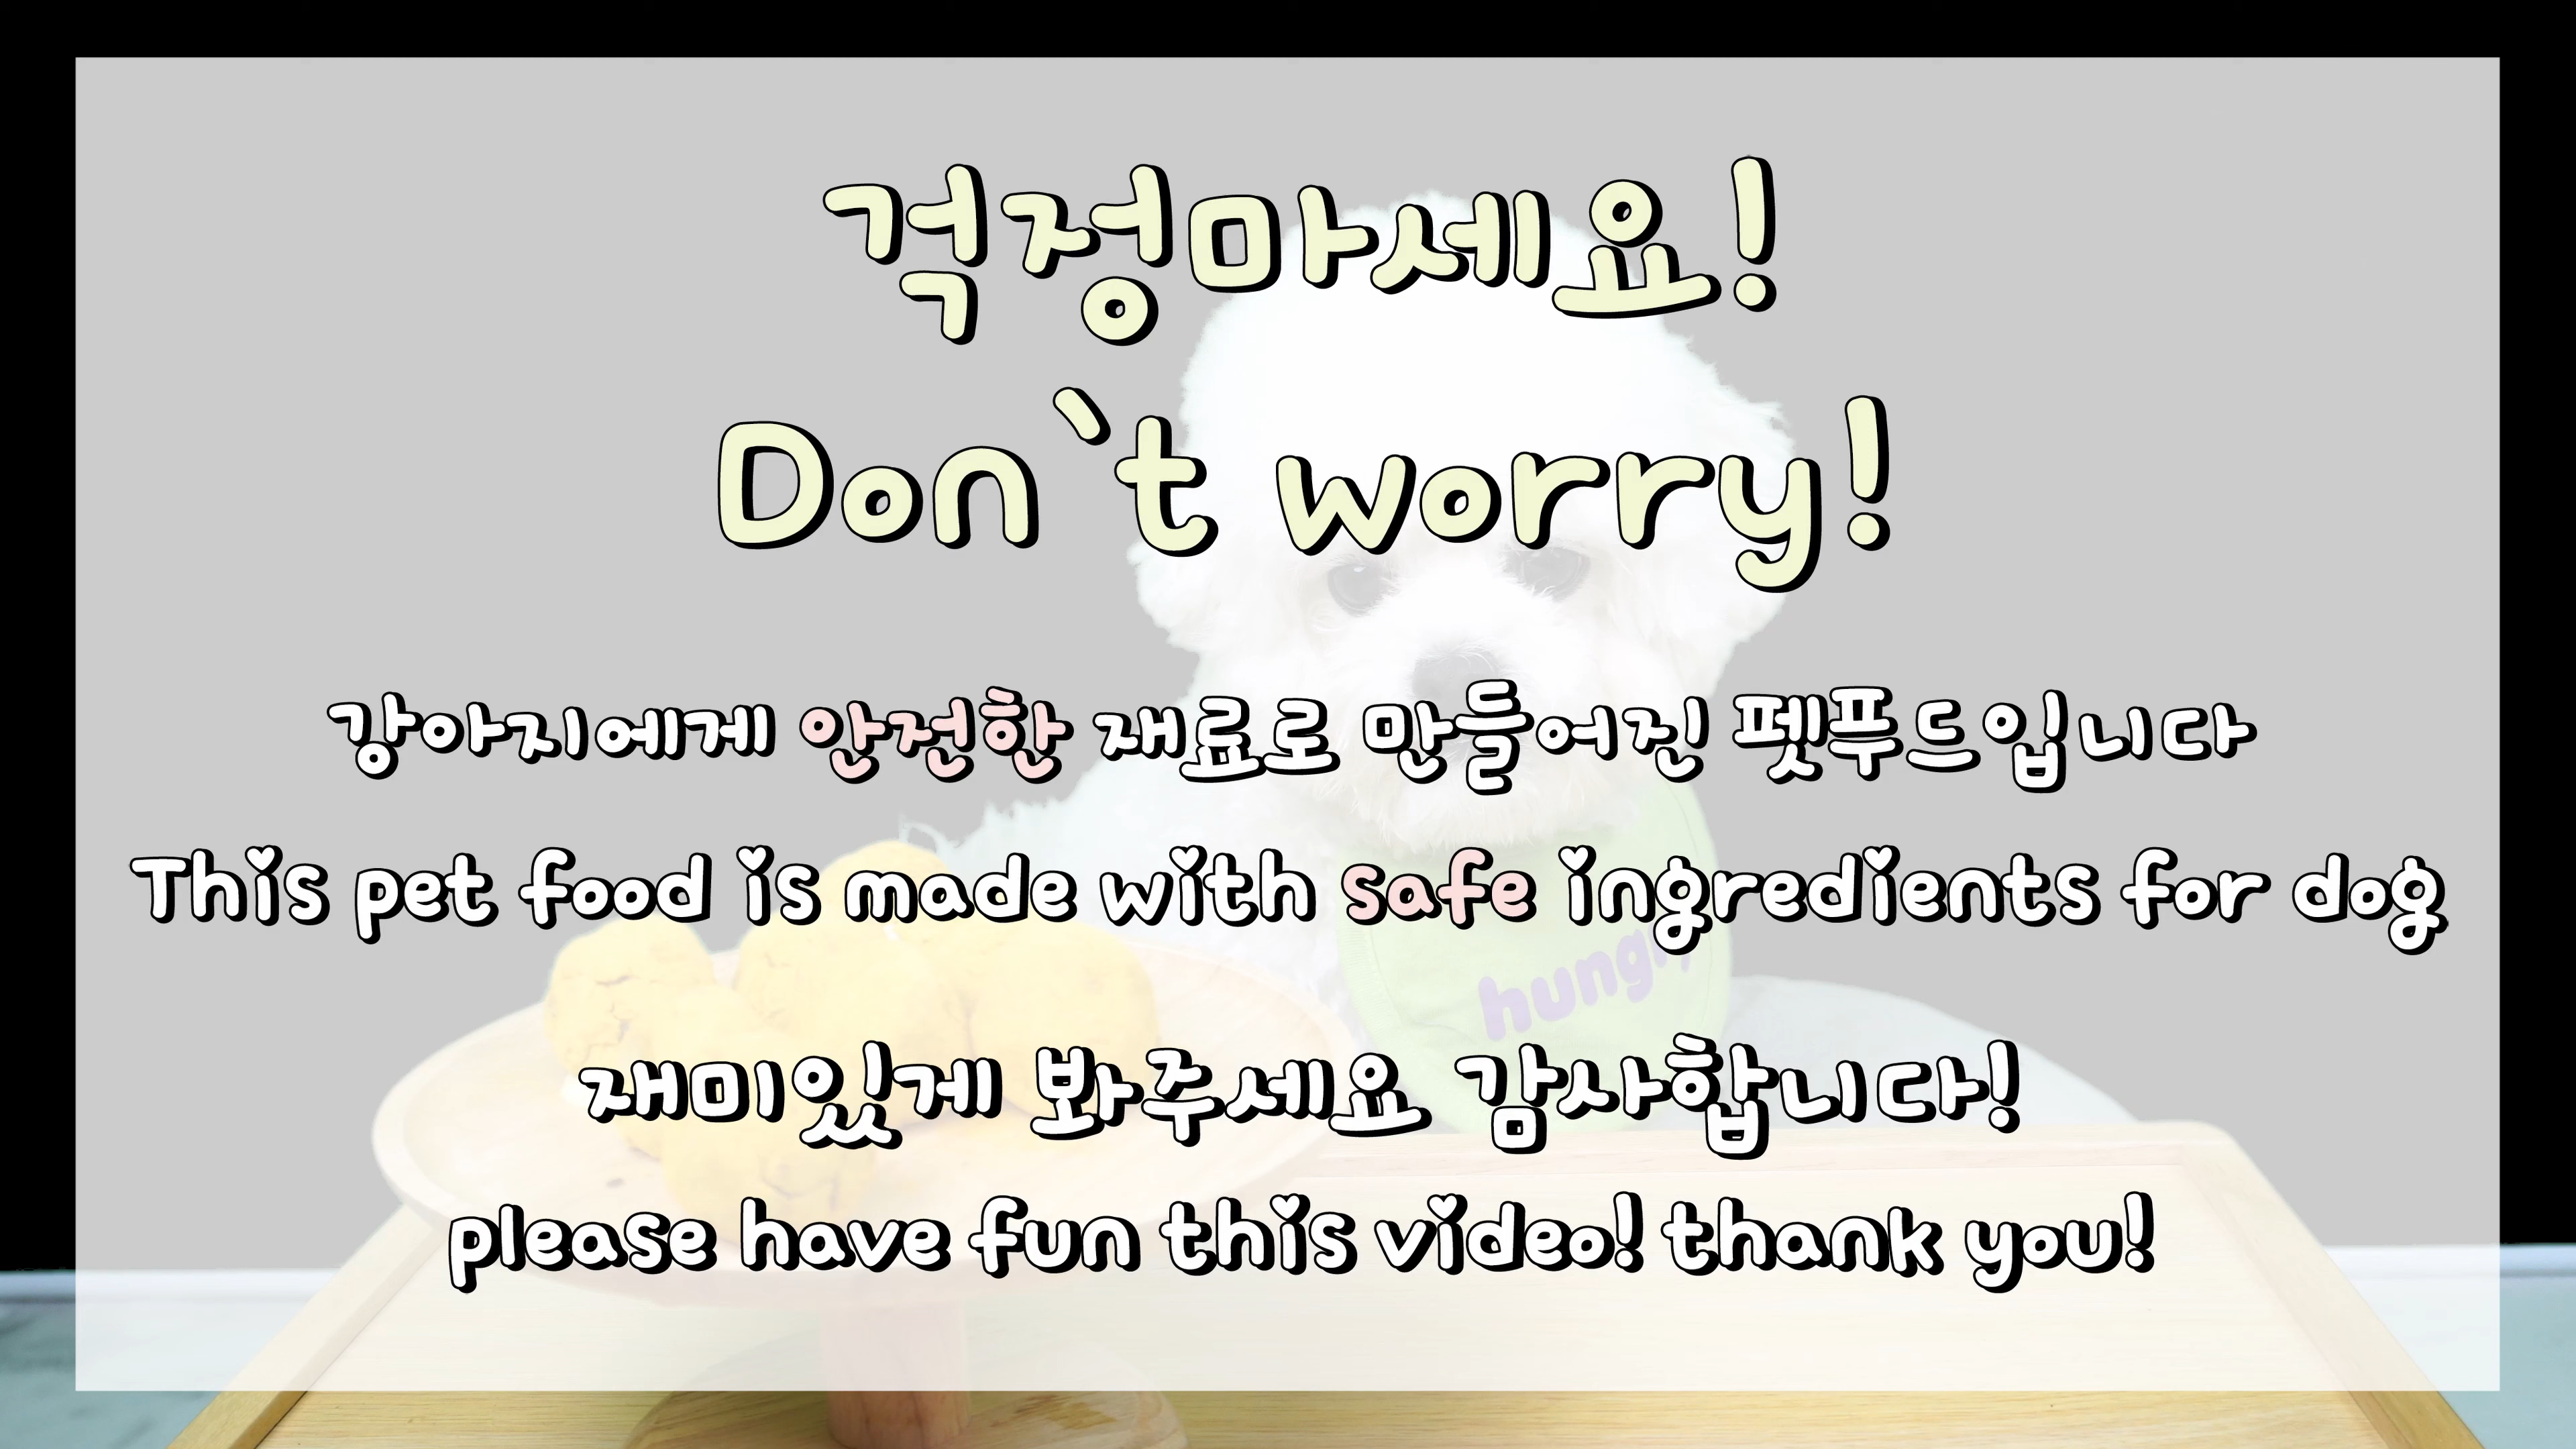 걱정마세요!
Don`t worry!
강아지에게 안전한 재료로 만들어진 펫푸드입니다
This pet food is made with safe ingredients for dog
hungry
재미있게 봐주세요 감사합니다!
please have fun this video! thank you!